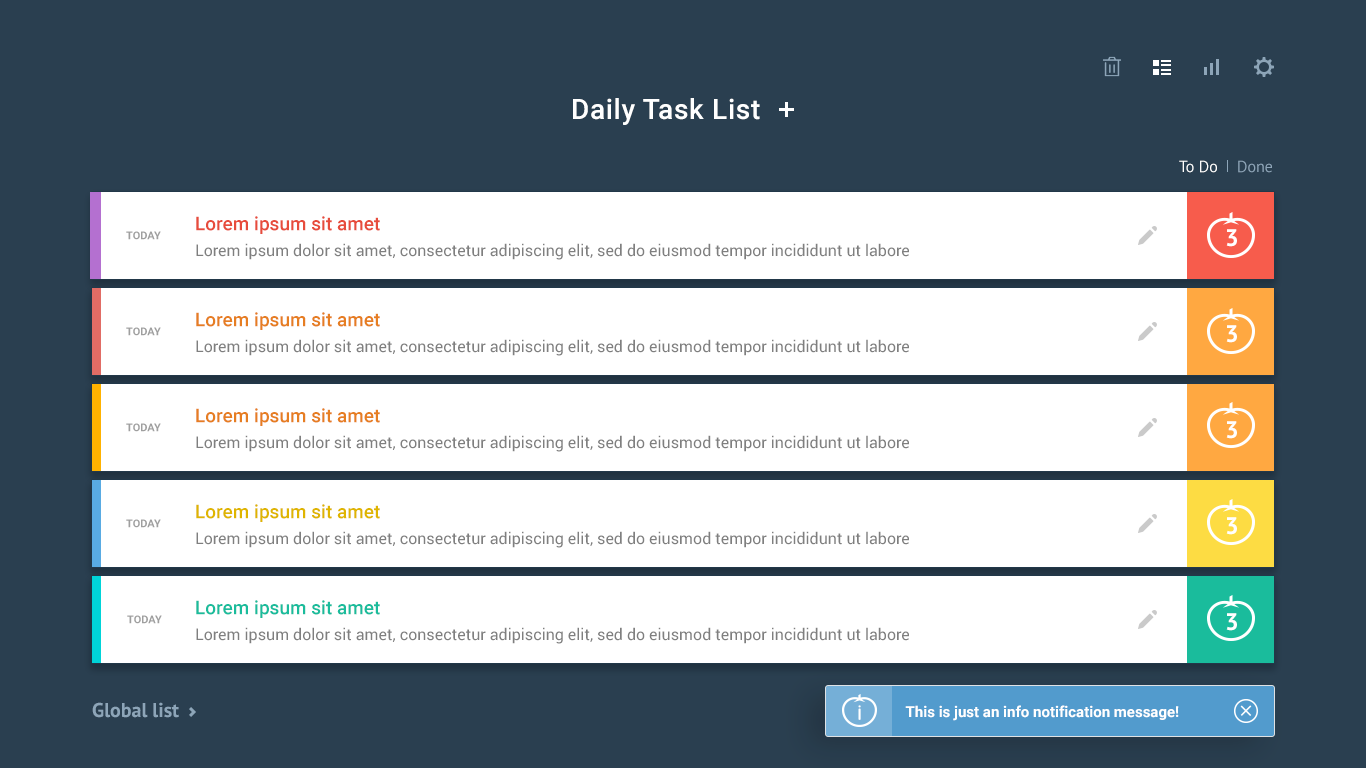 Daily Task List +
To Do | Done
TODAY
Lorem ipsum sit amet
Lorem ipsum dolor sit amet, consectetur adipiscing elit, sed do eiusmod tempor incididunt ut labore
3
TODAY
Lorem ipsum sit amet
Lorem ipsum dolor sit amet, consectetur adipiscing elit, sed do eiusmod tempor incididunt ut labore
3
TODAY
Lorem ipsum sit amet
Lorem ipsum dolor sit amet, consectetur adipiscing elit, sed do eiusmod tempor incididunt ut labore
3
TODAY
Lorem ipsum sit amet
Lorem ipsum dolor sit amet, consectetur adipiscing elit, sed do eiusmod tempor incididunt ut labore
3
TODAY
Lorem ipsum sit amet
Lorem ipsum dolor sit amet, consectetur adipiscing elit, sed do eiusmod tempor incididunt ut labore
3
Global list >
i
This is just an info notification message!